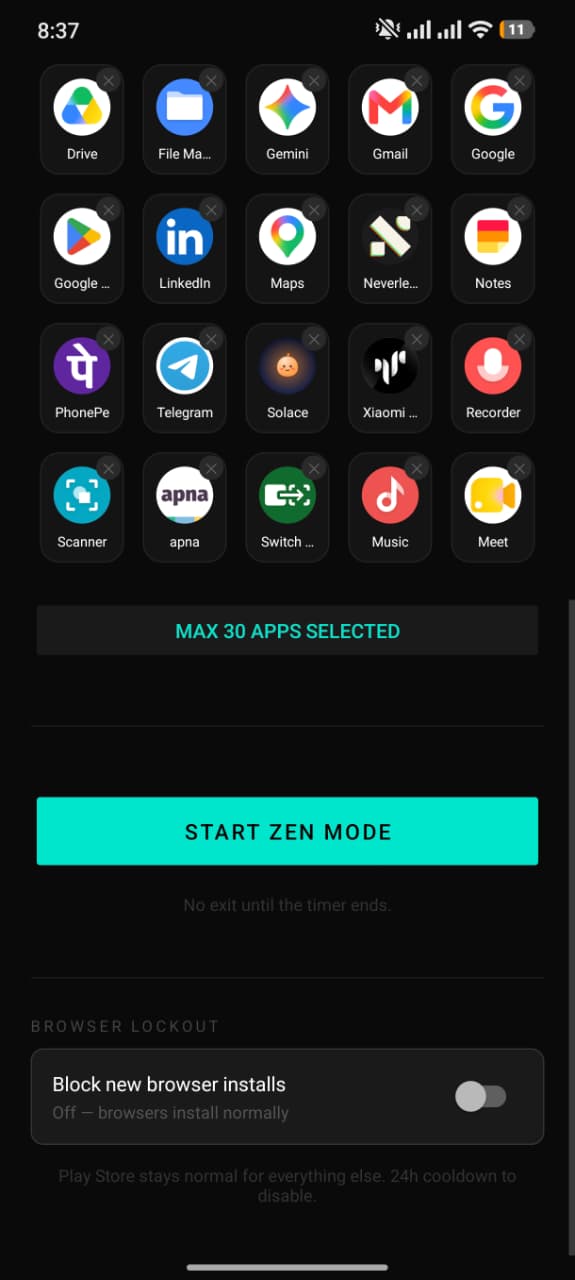 8:37
11
Drive
File Ma...
Gemini
Gmail
Google
Google ...
in
LinkedIn
Maps
Neverle...
Notes
पे
PhonePe
Telegram
Solace
Xiaomi ...
Recorder
apna
Scanner
apna
Switch ...
Music
Meet
MAX 30 APPS SELECTED
START ZEN MODE
No exit until the timer ends.
BROWSER LOCKOUT
Block new browser installs
Off — browsers install normally
Play Store stays normal for everything else. 24h cooldown to
disable.